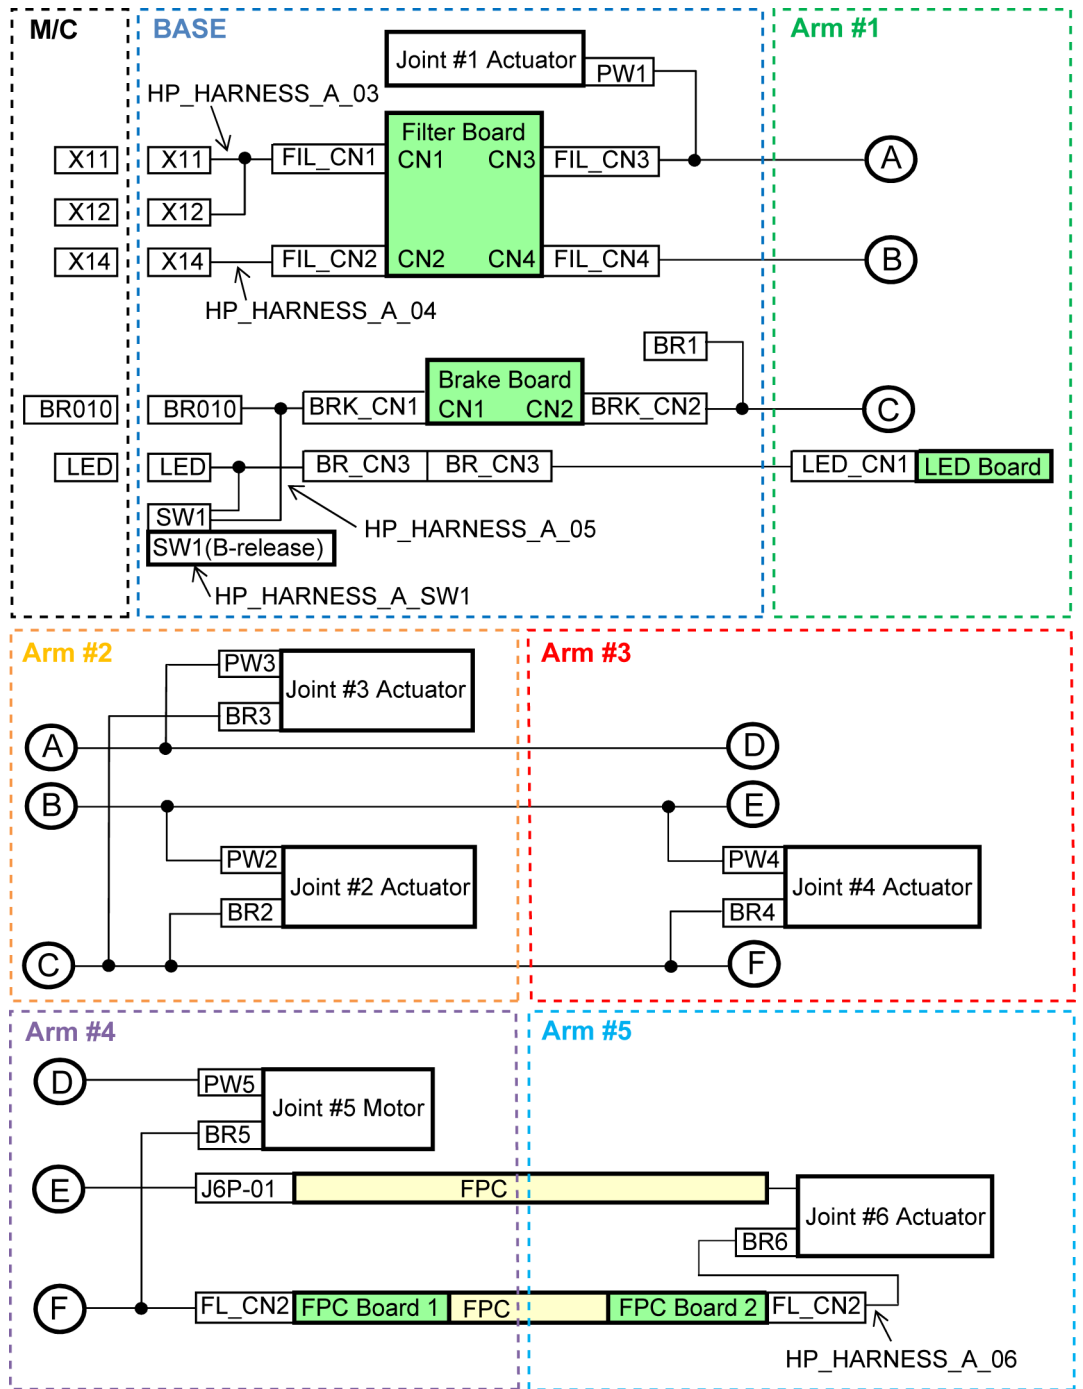 M/C
BASE
Arm #1
Joint #1 Actuator
PW1
HP_HARNESS_A_03
Filter Board
X11
X11
FIL_CN1
CN1
CN3
FIL_CN3
A
X12
X12
X14
X14
FIL_CN2
CN2
CN4
FIL_CN4
B
HP_HARNESS_A_04
BR1
Brake Board
BR010
BR010
BRK_CN1
CN1
CN2
BRK_CN2
C
LED
LED
BR_CN3
BR_CN3
LED_CN1
LED Board
SW1
HP_HARNESS_A_05
SW1(B-release)
HP_HARNESS_A_SW1
Arm #2
PW3
Joint #3 Actuator
BR3
A
B
PW2
Joint #2 Actuator
BR2
C
Arm #3
D
E
PW4
Joint #4 Actuator
BR4
F
Arm #4
D
PW5
Joint #5 Motor
BR5
E
J6P-01
FPC
F
FL_CN2
FPC Board 1
FPC
Arm #5
Joint #6 Actuator
BR6
FPC Board 2
FL_CN2
HP_HARNESS_A_06